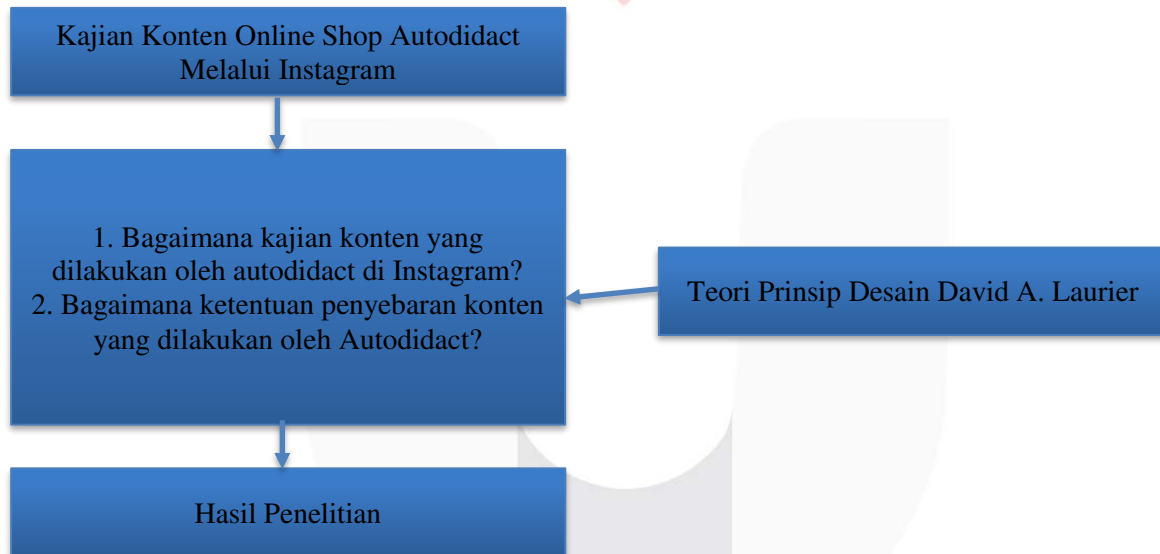 Kajian Konten Online Shop Autodidact
Melalui Instagram
1. Bagaimana kajian konten yang
dilakukan oleh autodidact di Instagram?
2. Bagaimana ketentuan penyebaran konten
yang dilakukan oleh Autodidact?
Teori Prinsip Desain David A. Laurier
Hasil Penelitian